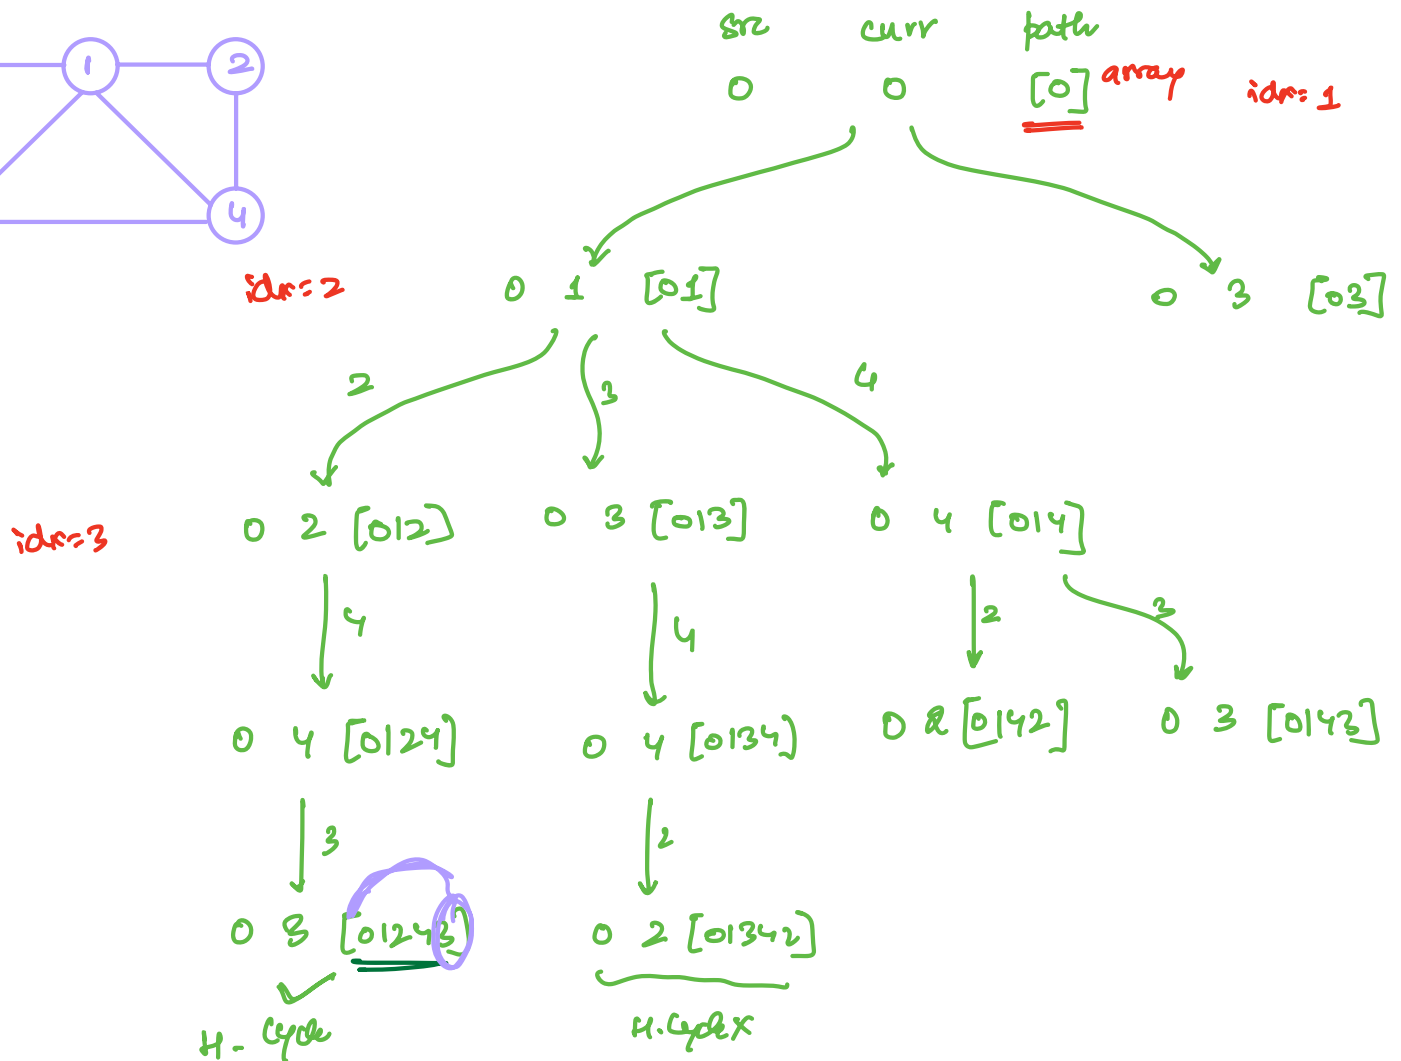 src curr path
1 2
0 0 [0] array idx=1
4
idx=2 0 1 [01] 0 3 [03]
2 3 4
idx=3 0 2 [012] 0 3 [013] 0 4 [014]
4 4 2 3
0 4 [0124] 0 4 [0134] 0 2 [0142] 0 3 [0143]
3 2
0 3 [01243] 0 2 [01342]
H- Cycle H.Cycle X